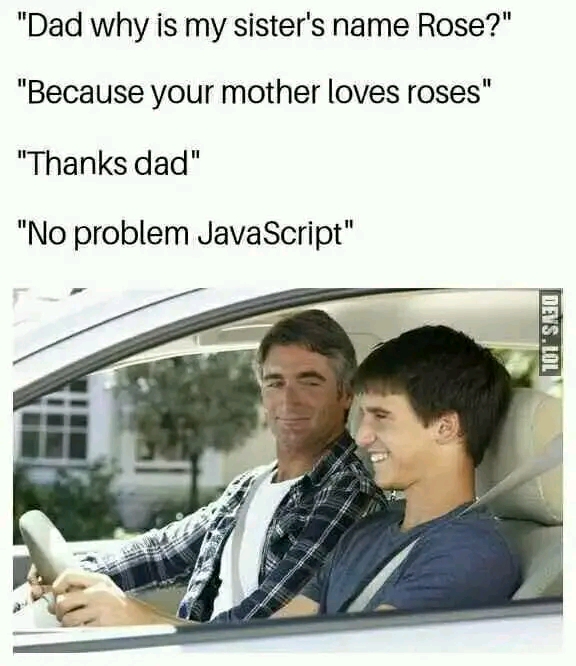 "Dad why is my sister's name Rose?"
"Because your mother loves roses"
"Thanks dad"
"No problem JavaScript"
DEVS.LOL